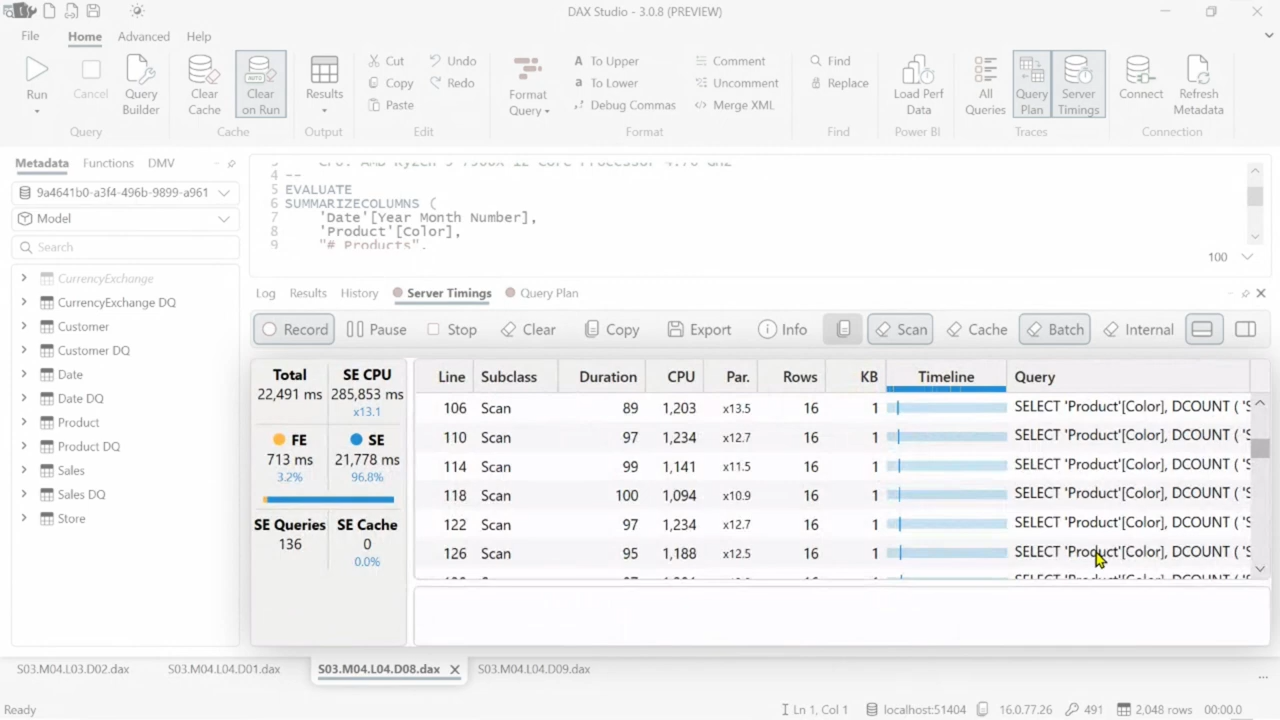 DAX Studio - 3.0.8 (PREVIEW)
File Home Advanced Help
Run
Cancel
Query Builder
Clear Cache
AUTO
Clear on Run
Results
Cut
Copy
Paste
Undo
Redo
Format Query
A To Upper
a To Lower
Debug Commas
Comment
Uncomment
Merge XML
Find
Replace
Load Perf Data
All Queries
Query Plan
Server Timings
Connect
Refresh Metadata
Query Cache Output Edit Format Find Power BI Traces Connection
Metadata Functions DMV
9a4641b0-a3f4-496b-9899-a961
Model
Search
CurrencyExchange
CurrencyExchange DQ
Customer
Customer DQ
Date
Date DQ
Product
Product DQ
Sales
Sales DQ
Store
4 --
5 EVALUATE
6 SUMMARIZECOLUMNS (
7 'Date'[Year Month Number],
8 'Product'[Color],
9 "# Products",
100
Log Results History Server Timings Query Plan
Record Pause Stop Clear Copy Export Info Scan Cache Batch Internal
Total SE CPU
22,491 ms 285,853 ms
x13.1
FE SE
713 ms 21,778 ms
3.2% 96.8%
SE Queries SE Cache
136 0
0.0%
Line Subclass Duration CPU Par. Rows KB Timeline Query
106 Scan 89 1,203 x13.5 16 1 SELECT 'Product'[Color], DCOUNT ( 'S
110 Scan 97 1,234 x12.7 16 1 SELECT 'Product'[Color], DCOUNT ( 'S
114 Scan 99 1,141 x11.5 16 1 SELECT 'Product'[Color], DCOUNT ( 'S
118 Scan 100 1,094 x10.9 16 1 SELECT 'Product'[Color], DCOUNT ( 'S
122 Scan 97 1,234 x12.7 16 1 SELECT 'Product'[Color], DCOUNT ( 'S
126 Scan 95 1,188 x12.5 16 1 SELECT 'Product'[Color], DCOUNT ( 'S
S03.M04.L03.D02.dax S03.M04.L04.D01.dax S03.M04.L04.D08.dax S03.M04.L04.D09.dax
Ready Ln 1, Col 1 localhost:51404 16.0.77.26 491 2,048 rows 00:00.0